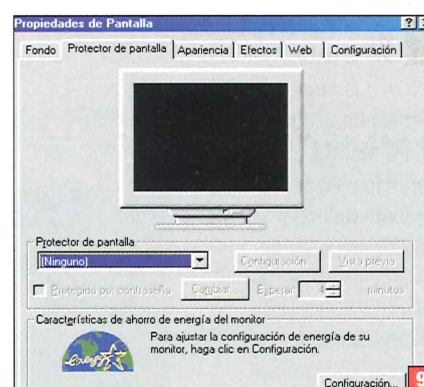 Propiedades de Pantalla
Fondo Protector de pantalla Apariencia Efectos Web Configuración
Protector de pantalla
(Ninguno) Configuración Vista previa
Protegido por contraseña Cambiar Esperar 4 minutos
Características de ahorro de energía del monitor
Para ajustar la configuración de energía de su
monitor, haga clic en Configuración.
Configuración...
9